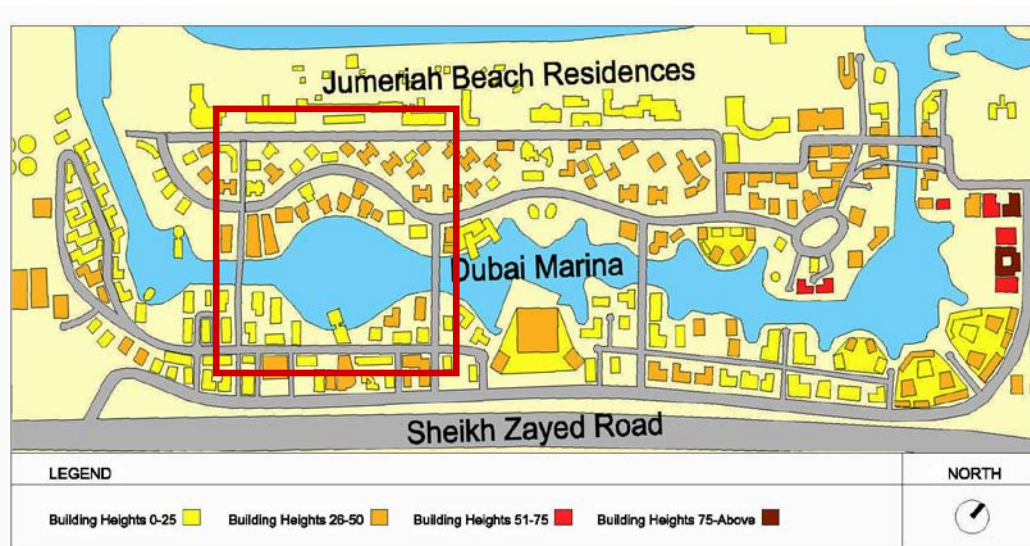 Jumeriah Beach Residences
Dubai Marina
Sheikh Zayed Road
LEGEND
NORTH
Building Heights 0-25
Building Heights 26-50
Building Heights 51-75
Building Heights 75-Above